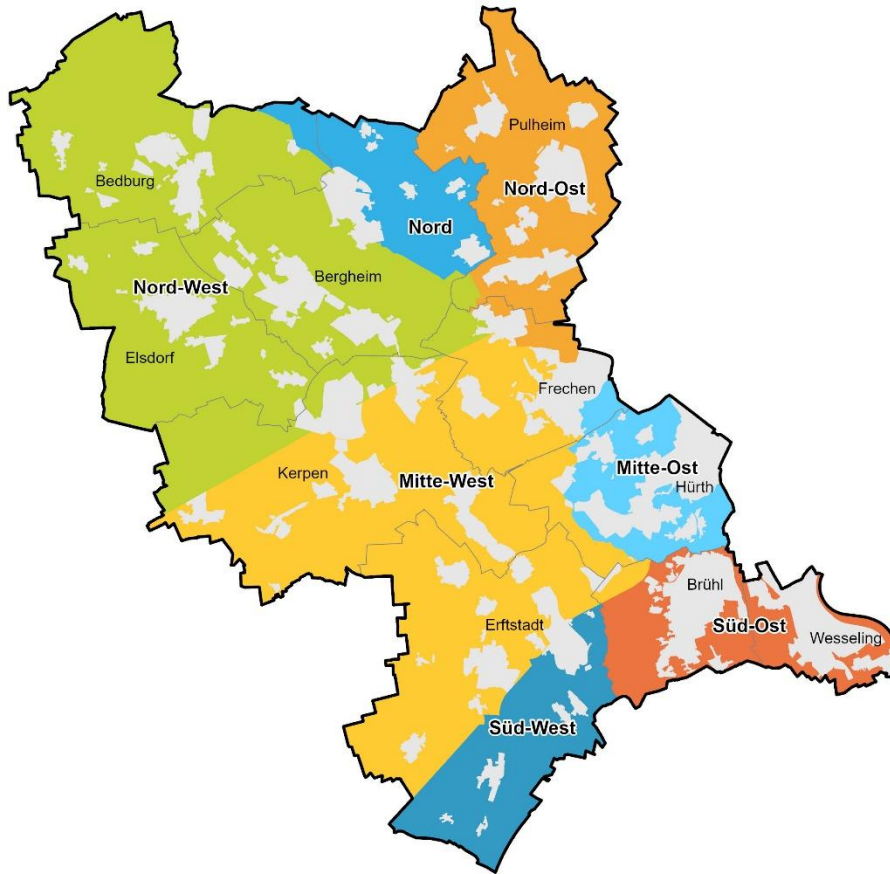 Pulheim
Bedburg
Nord-Ost
Nord
Bergheim
Nord-West
Elsdorf
Frechen
Mitte-Ost
Kerpen
Mitte-West
Hürth
Brühl
Erftstadt
Süd-Ost
Wesseling
Süd-West